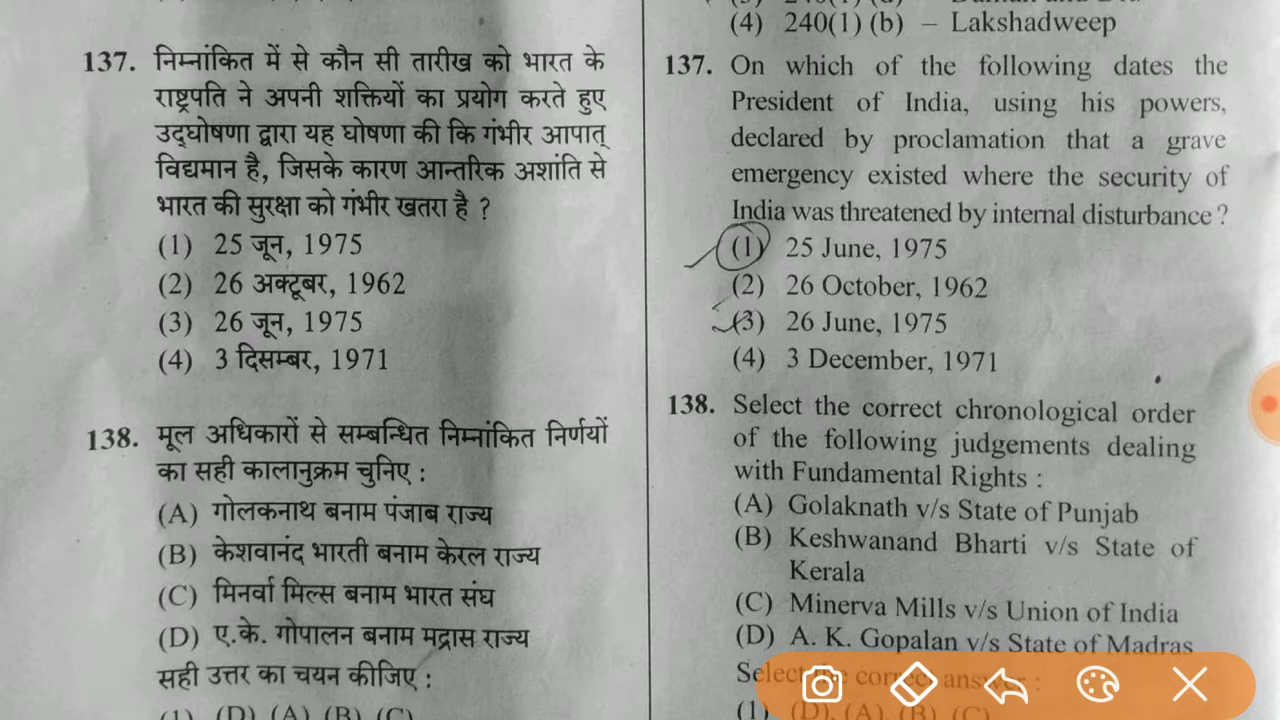 137. निम्नांकित में से कौन सी तारीख को भारत के
राष्ट्रपति ने अपनी शक्तियों का प्रयोग करते हुए
उद्घोषणा द्वारा यह घोषणा की कि गंभीर आपात्
विद्यमान है, जिसके कारण आन्तरिक अशांति से
भारत की सुरक्षा को गंभीर खतरा है ?
(1) 25 जून, 1975
(2) 26 अक्टूबर, 1962
(3) 26 जून, 1975
(4) 3 दिसम्बर, 1971
138. मूल अधिकारों से सम्बन्धित निम्नांकित निर्णयों
का सही कालानुक्रम चुनिए :
(A) गोलकनाथ बनाम पंजाब राज्य
(B) केशवानंद भारती बनाम केरल राज्य
(C) मिनर्वा मिल्स बनाम भारत संघ
(D) ए.के. गोपालन बनाम मद्रास राज्य
सही उत्तर का चयन कीजिए :
(1) (D), (A), (B), (C)
(4) 240(1) (b) – Lakshadweep
137. On which of the following dates the
President of India, using his powers,
declared by proclamation that a grave
emergency existed where the security of
India was threatened by internal disturbance ?
(1) 25 June, 1975
(2) 26 October, 1962
(3) 26 June, 1975
(4) 3 December, 1971
138. Select the correct chronological order
of the following judgements dealing
with Fundamental Rights :
(A) Golaknath v/s State of Punjab
(B) Keshwanand Bharti v/s State of
Kerala
(C) Minerva Mills v/s Union of India
(D) A. K. Gopalan v/s State of Madras
Select the correct answer :
(1) (D), (A), (B), (C)